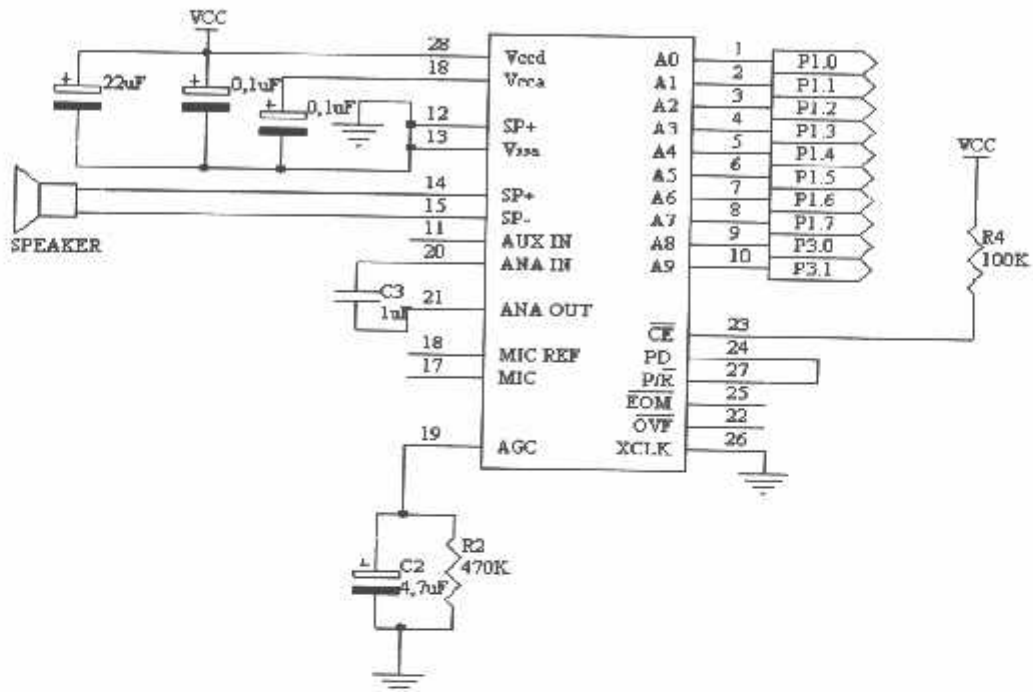 VCC
28
Vccd
18
Vcca
22uF
0,1uF
0,1uF
12
SP+
13
Vssa
14
SP+
15
SP-
SPEAKER
11
AUX IN
20
ANA IN
C3
1uF
21
ANA OUT
18
MIC REF
17
MIC
19
AGC
C2
4,7uF
R2
470K
A0
1
P1.0
A1
2
P1.1
A2
3
P1.2
A3
4
P1.3
A4
5
P1.4
A5
6
P1.5
A6
7
P1.6
A7
8
P1.7
A8
9
P3.0
A9
10
P3.1
VCC
R4
100K
CE
23
PD
24
P/R
27
EOM
25
OVF
22
XCLK
26